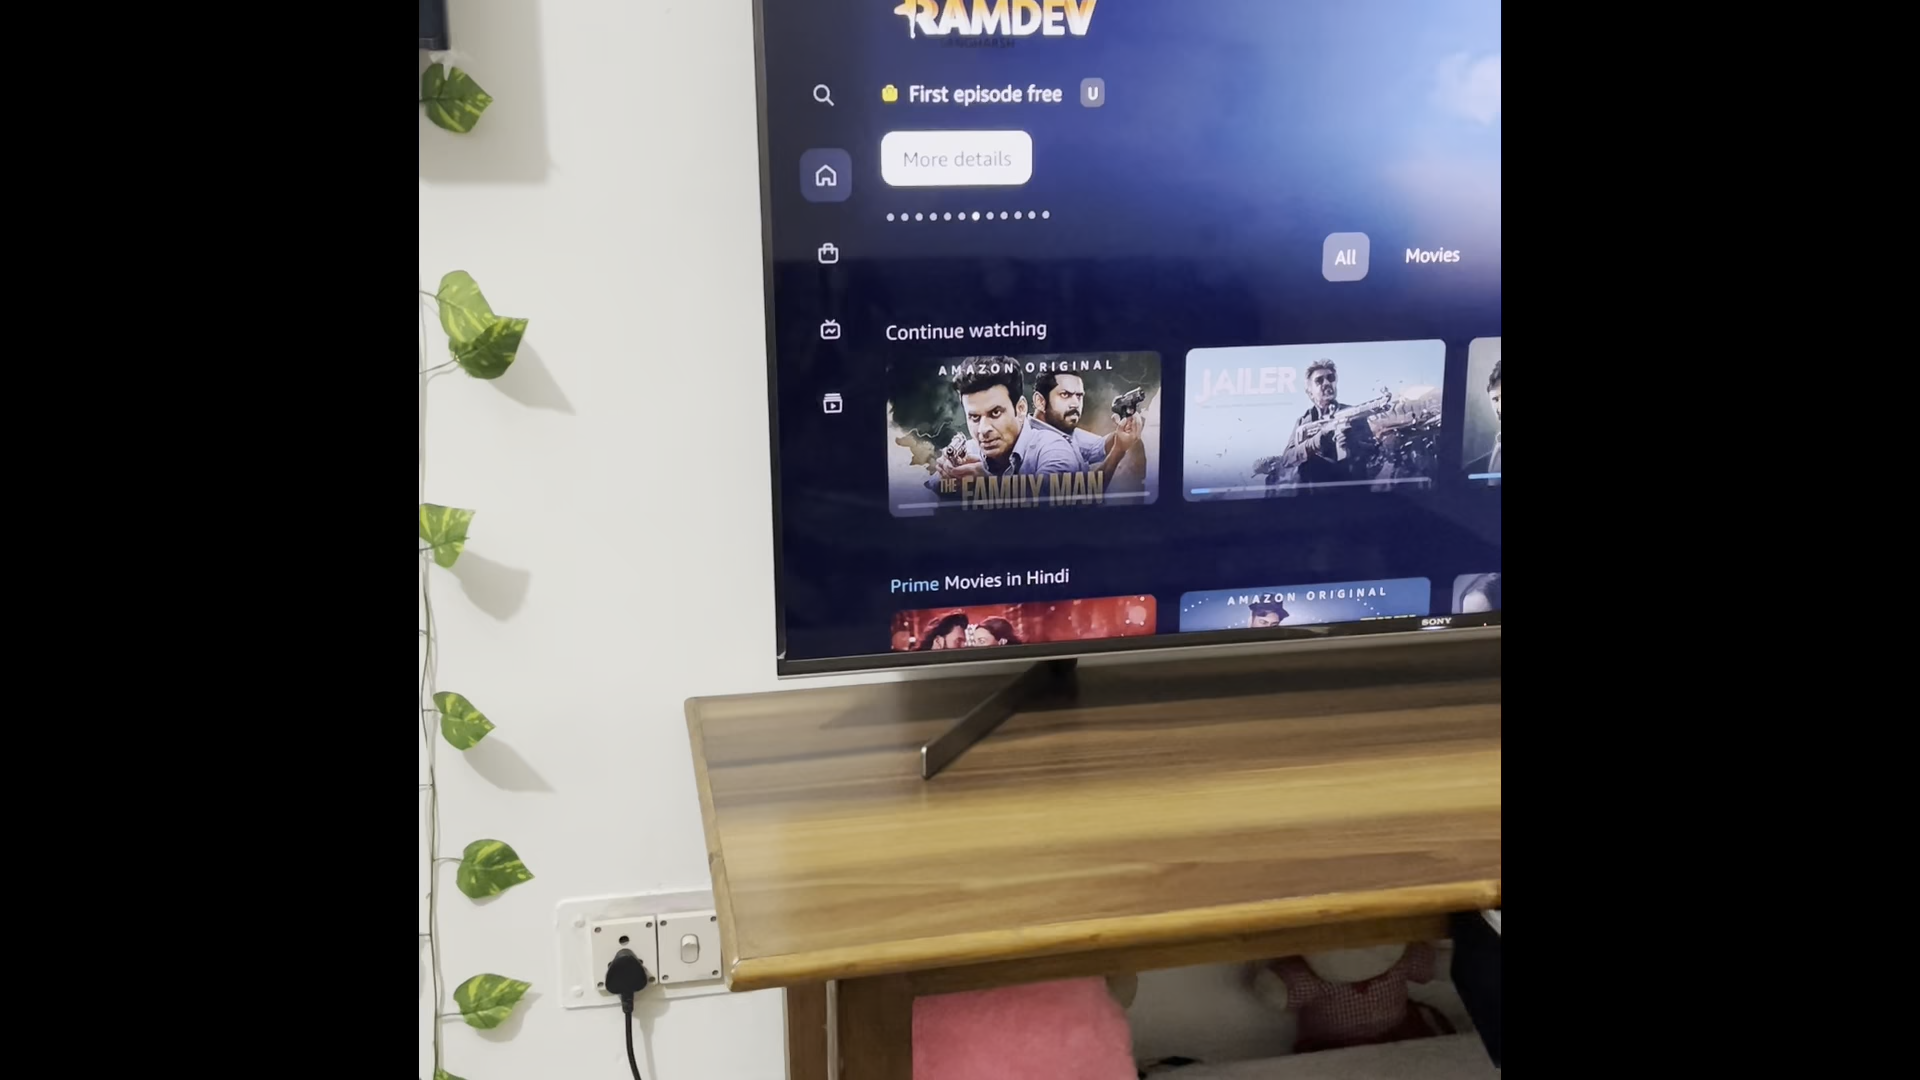 RAMDEV
First episode free U
More details
All Movies
Continue watching
AMAZON ORIGINAL
THE FAMILY MAN
JAILER
Prime Movies in Hindi
AMAZON ORIGINAL
SONY